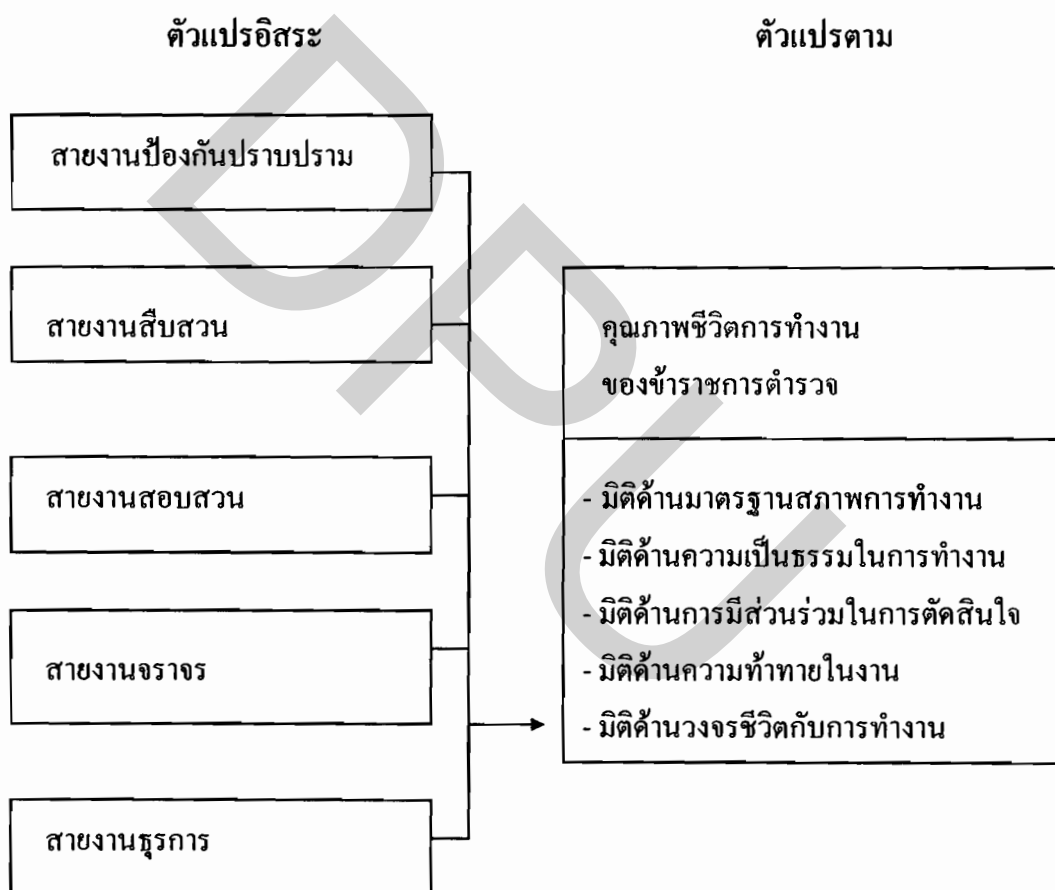 ตัวแปรอิสระ
ตัวแปรตาม
สายงานป้องกันปราบปราม
สายงานสืบสวน
สายงานสอบสวน
สายงานจราจร
สายงานธุรการ
คุณภาพชีวิตการทำงาน
ของข้าราชการตำรวจ
- มิติด้านมาตรฐานสภาพการทำงาน
- มิติด้านความเป็นธรรมในการทำงาน
- มิติด้านการมีส่วนร่วมในการตัดสินใจ
- มิติด้านความท้าทายในงาน
- มิติด้านวงจรชีวิตกับการทำงาน
DPU